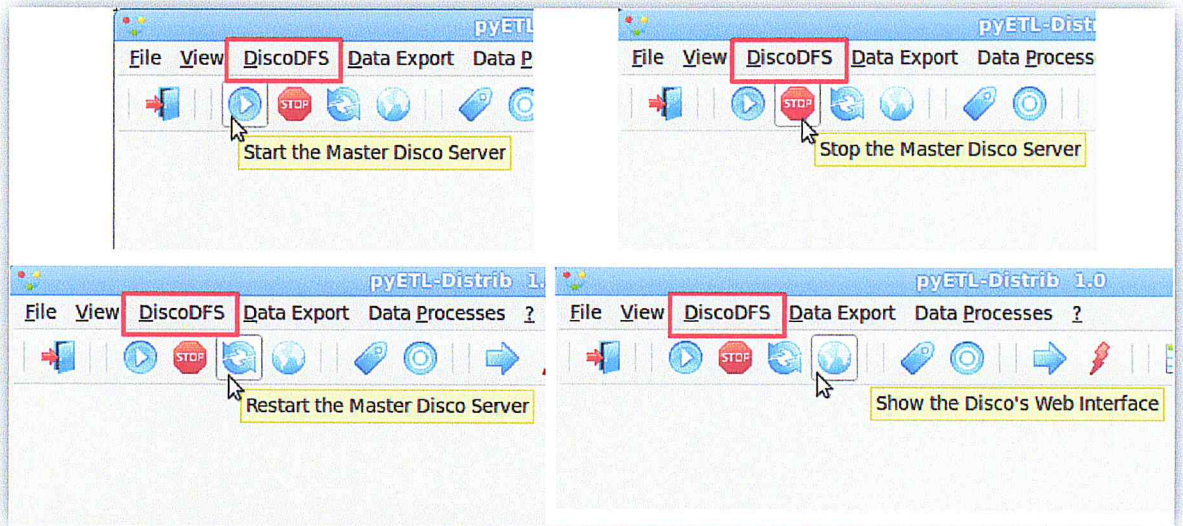 pyETL
File View DiscoDFS Data Export Data P
STOP
Start the Master Disco Server
pyETL-Distr
File View DiscoDFS Data Export Data Process
STOP
Stop the Master Disco Server
pyETL-Distrib 1.
File View DiscoDFS Data Export Data Processes ?
STOP
Restart the Master Disco Server
pyETL-Distrib 1.0
File View DiscoDFS Data Export Data Processes ?
STOP
Show the Disco's Web Interface